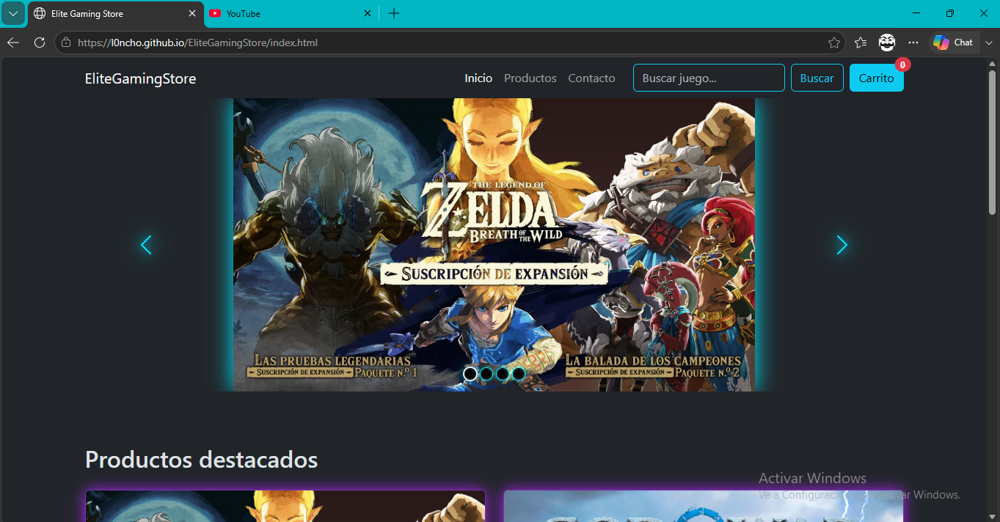 Elite Gaming Store
YouTube
https://l0ncho.github.io/EliteGamingStore/index.html
Chat
EliteGamingStore
Inicio
Productos
Contacto
Buscar juego...
Buscar
Carrito
0
THE LEGEND OF
ZELDA
BREATH OF THE WILD
SUSCRIPCIÓN DE EXPANSIÓN
LAS PRUEBAS LEGENDARIAS
SUSCRIPCIÓN DE EXPANSIÓN PAQUETE N.º 1
LA BALADA DE LOS CAMPEONES
SUSCRIPCIÓN DE EXPANSIÓN PAQUETE N.º 2
Productos destacados
Activar Windows
Ve a Configuración para activar Windows.